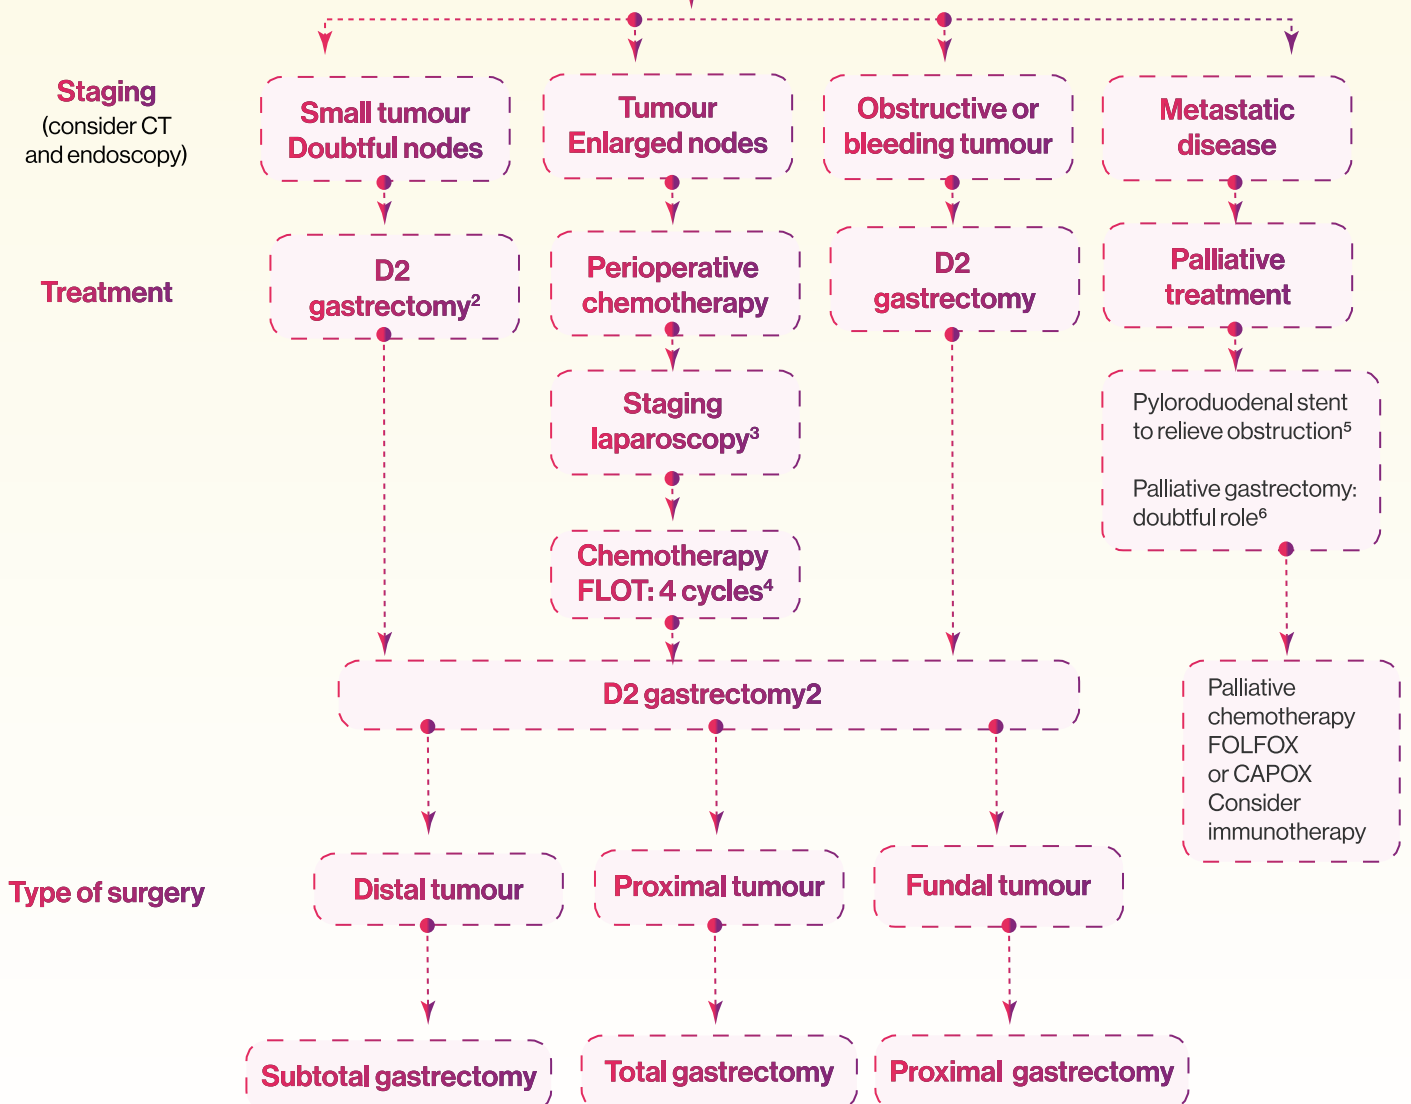 Staging
(consider CT
and endoscopy)
Small tumour
Doubtful nodes
Tumour
Enlarged nodes
Obstructive or
bleeding tumour
Metastatic
disease
Treatment
D2
gastrectomy²
Perioperative
chemotherapy
D2
gastrectomy
Palliative
treatment
Staging
laparoscopy³
Pyloroduodenal stent
to relieve obstruction⁵
Palliative gastrectomy:
doubtful role⁶
Chemotherapy
FLOT: 4 cycles⁴
D2 gastrectomy2
Palliative
chemotherapy
FOLFOX
or CAPOX
Consider
immunotherapy
Type of surgery
Distal tumour
Proximal tumour
Fundal tumour
Subtotal gastrectomy
Total gastrectomy
Proximal gastrectomy